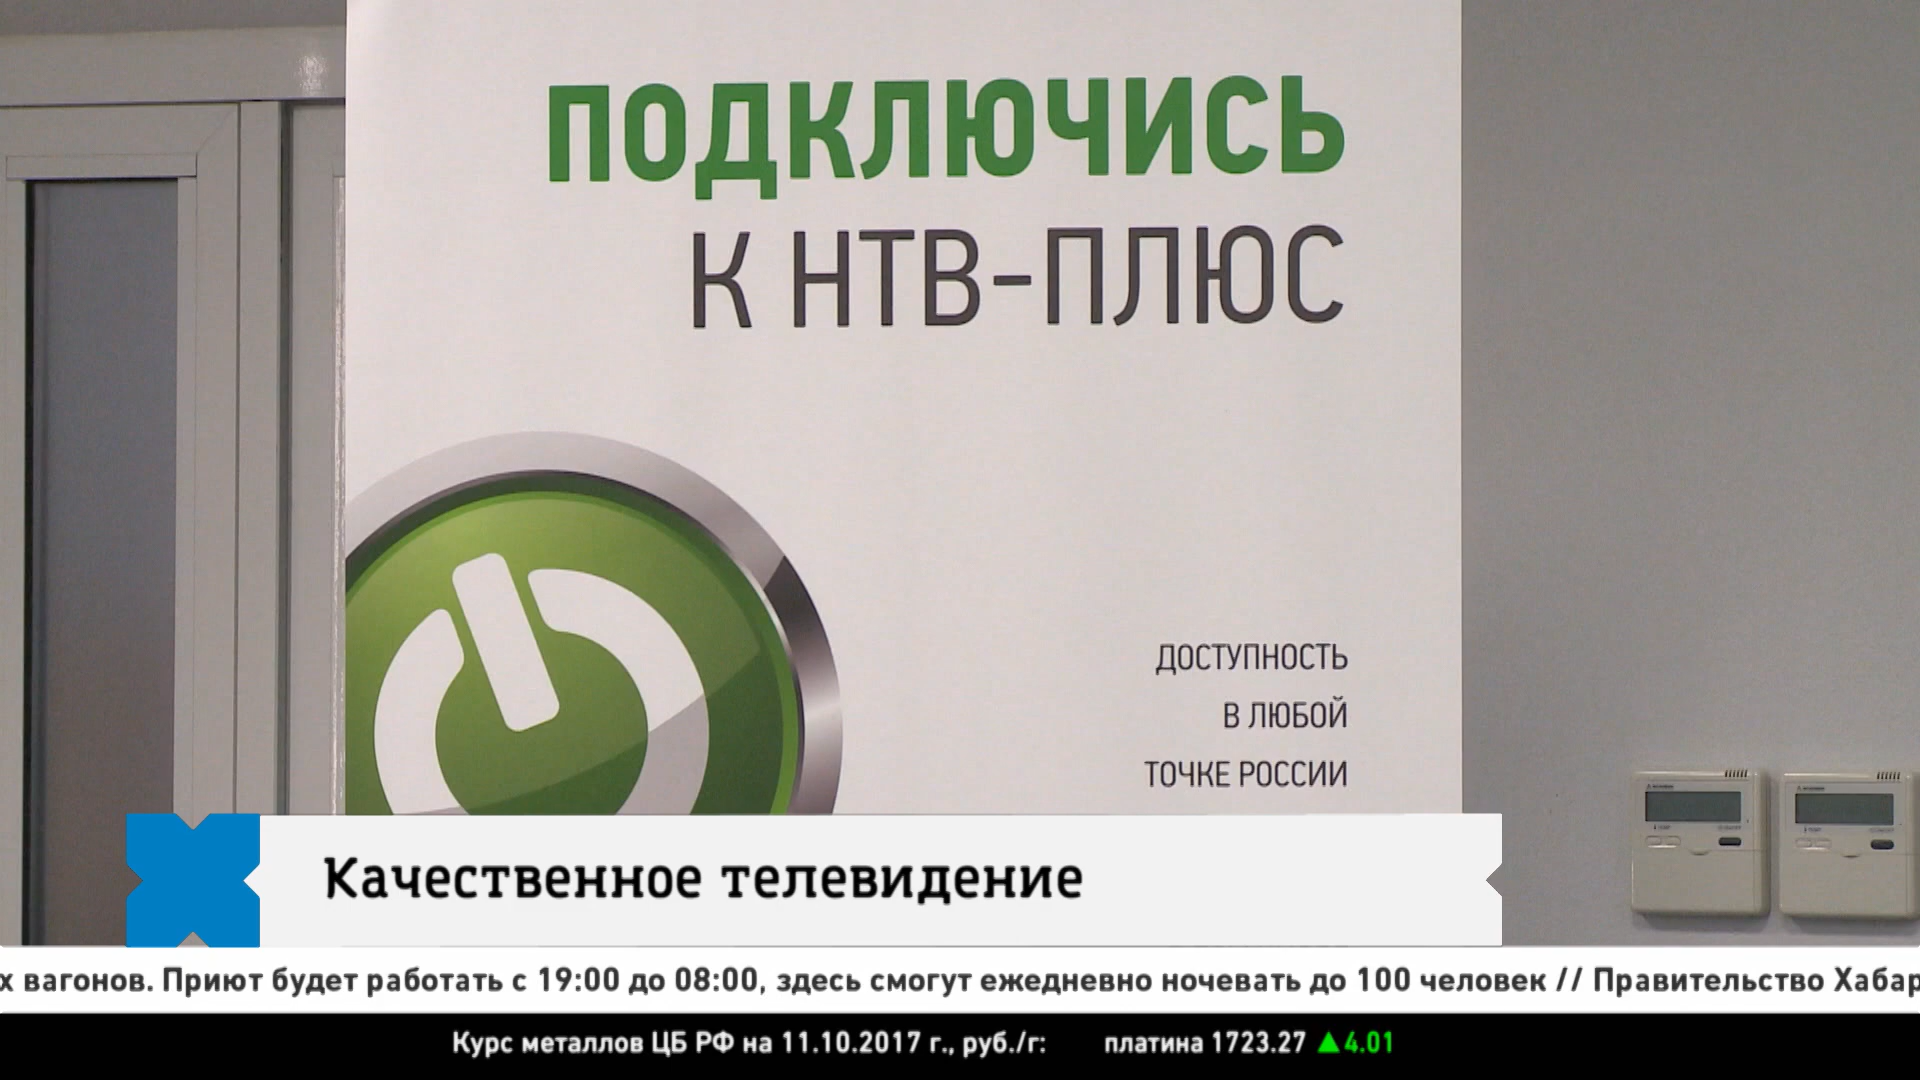 ПОДКЛЮЧИСЬ
К НТВ-ПЛЮС
ДОСТУПНОСТЬ
В ЛЮБОЙ
ТОЧКЕ РОССИИ
Качественное телевидение
х вагонов. Приют будет работать с 19:00 до 08:00, здесь смогут ежедневно ночевать до 100 человек // Правительство Хабар
Курс металлов ЦБ РФ на 11.10.2017 г., руб./г: платина 1723.27 ▲4.01